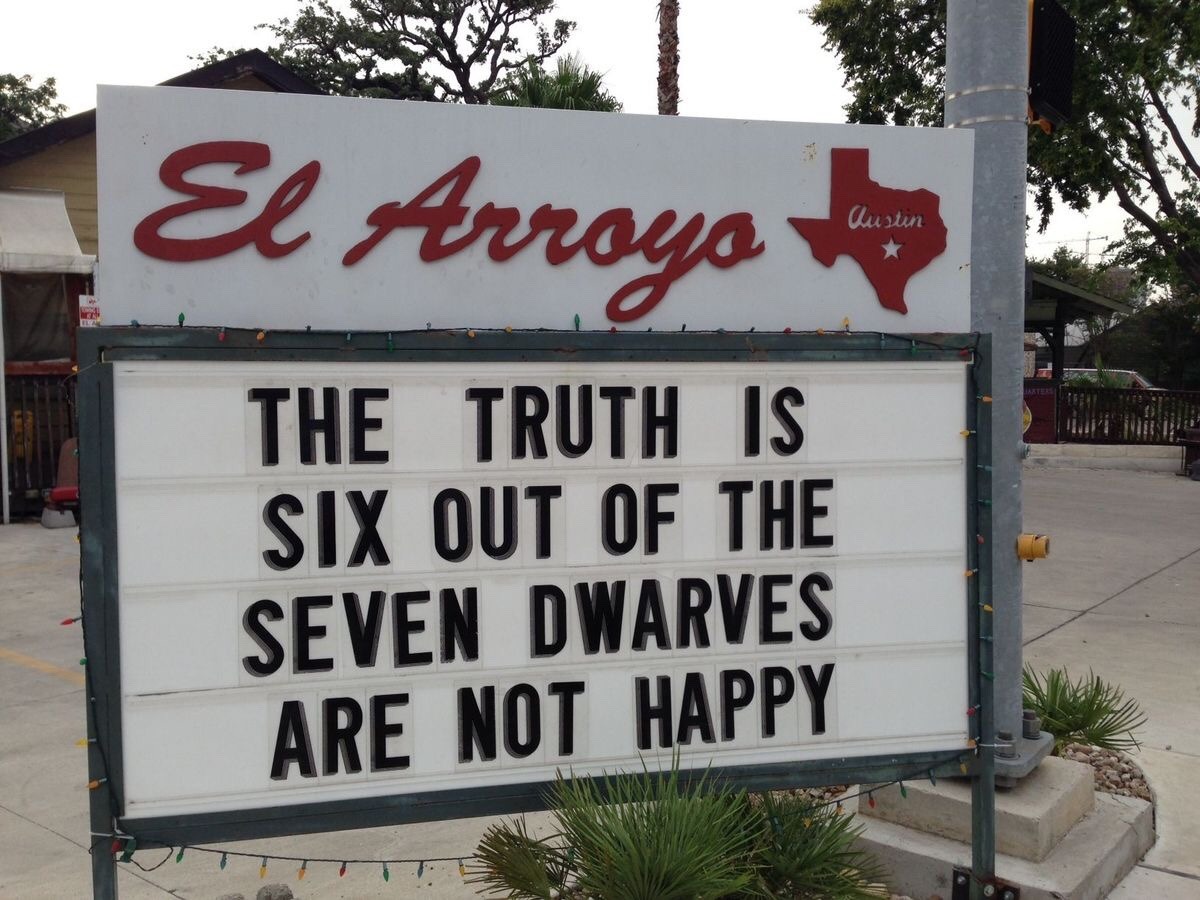 El Arroyo
Austin
THE TRUTH IS
SIX OUT OF THE
SEVEN DWARVES
ARE NOT HAPPY